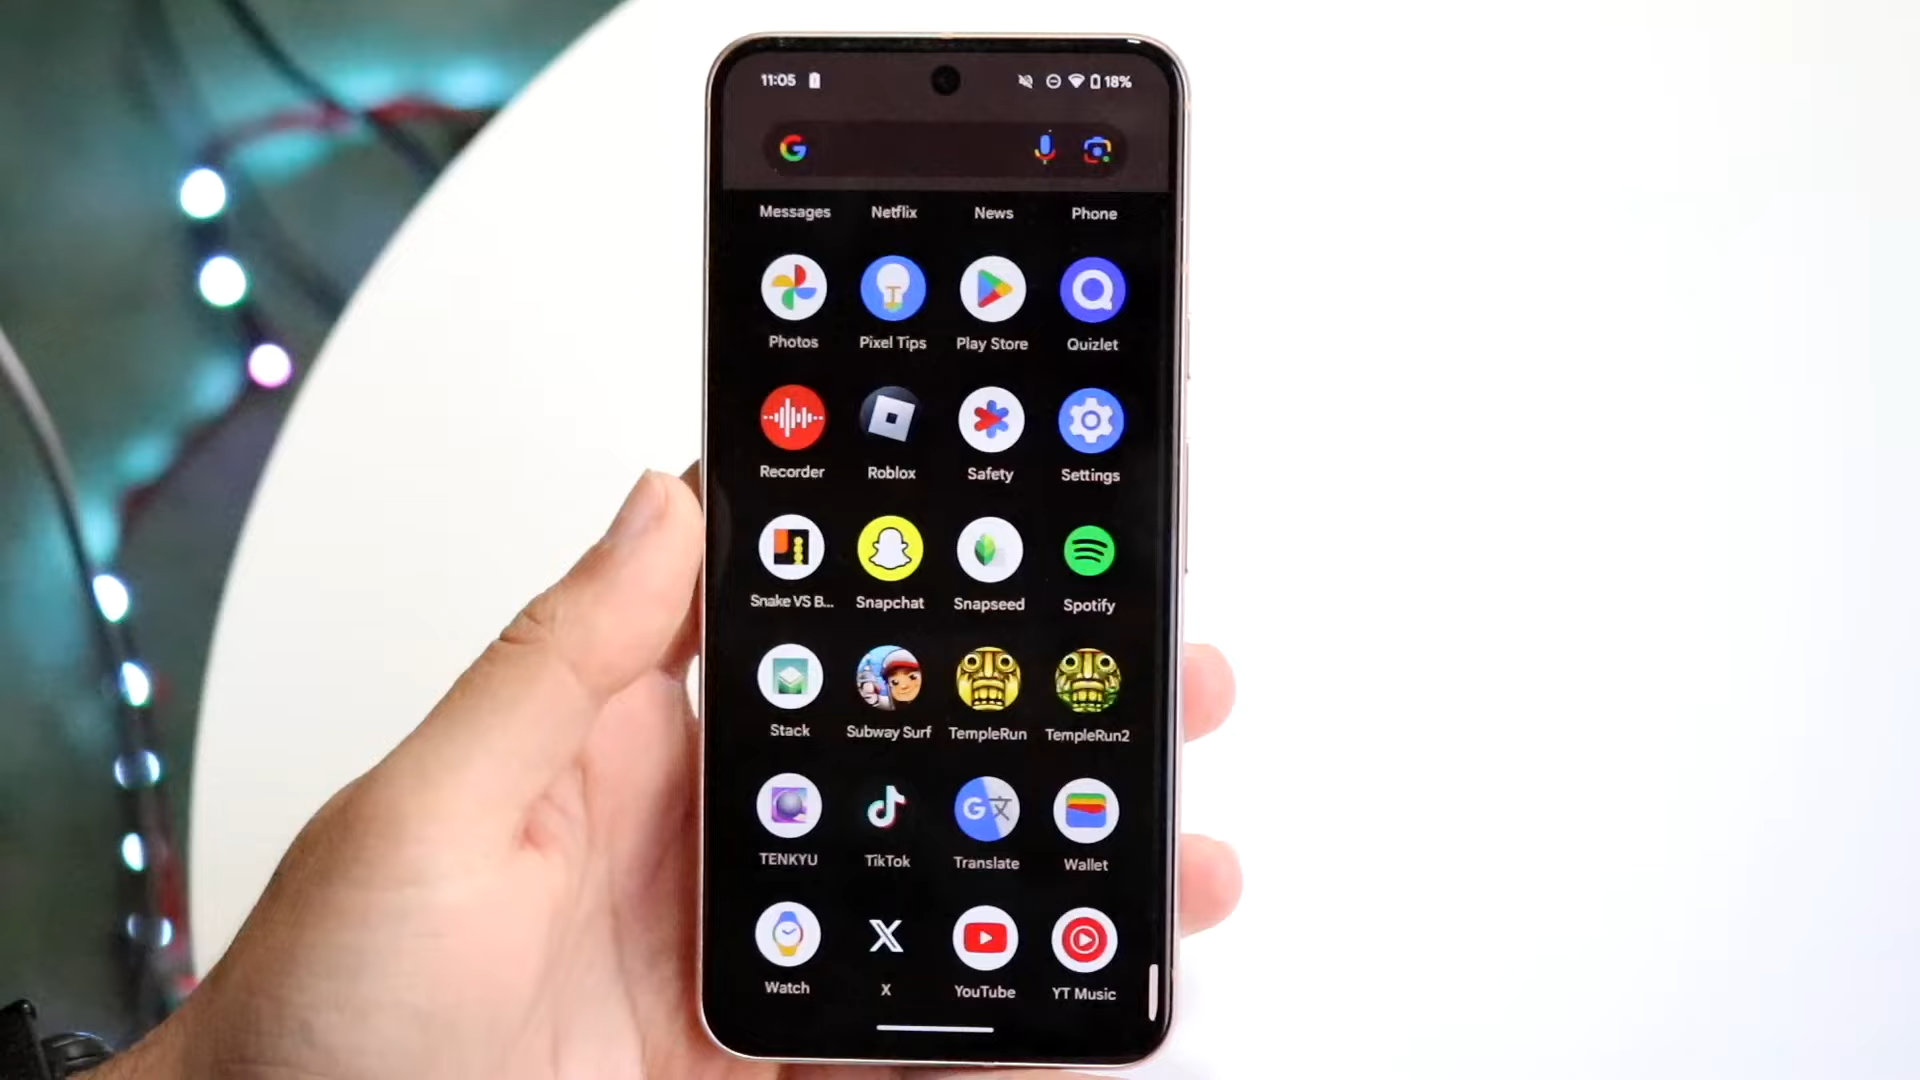 11:05 18%
Messages Netflix News Phone
Photos Pixel Tips Play Store Quizlet
Recorder Roblox Safety Settings
Snake VS B... Snapchat Snapseed Spotify
Stack Subway Surf TempleRun TempleRun2
TENKYU TikTok Translate Wallet
Watch X YouTube YT Music